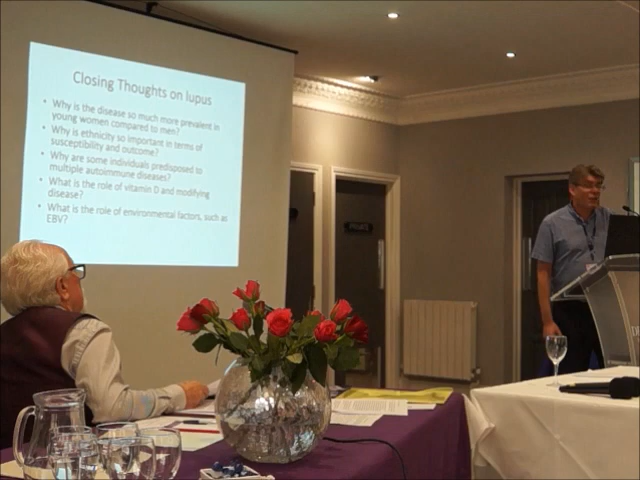 Closing Thoughts on lupus
• Why is the disease so much more prevalent in
young women compared to men?
• Why is ethnicity so important in terms of
susceptibility and outcome?
• Why are some individuals predisposed to
multiple autoimmune diseases?
• What is the role of vitamin D and modifying
disease?
• What is the role of environmental factors, such as
EBV?
PRIVATE